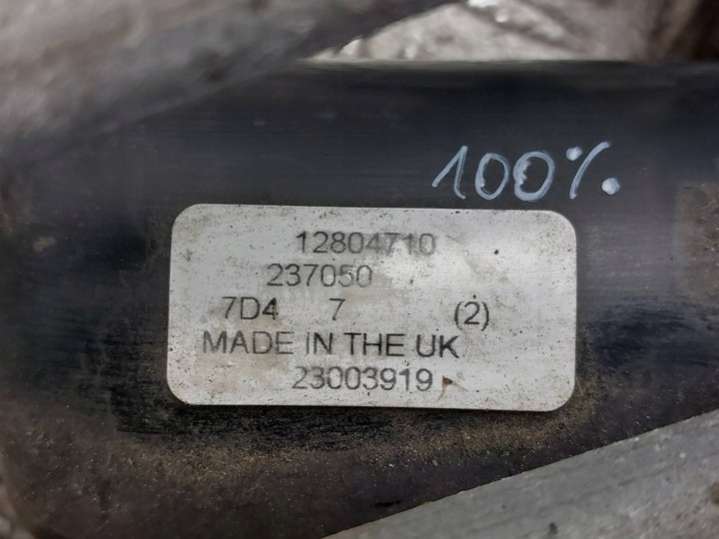 100%
12804710
237050
7D4 7 (2)
MADE IN THE UK
23003919